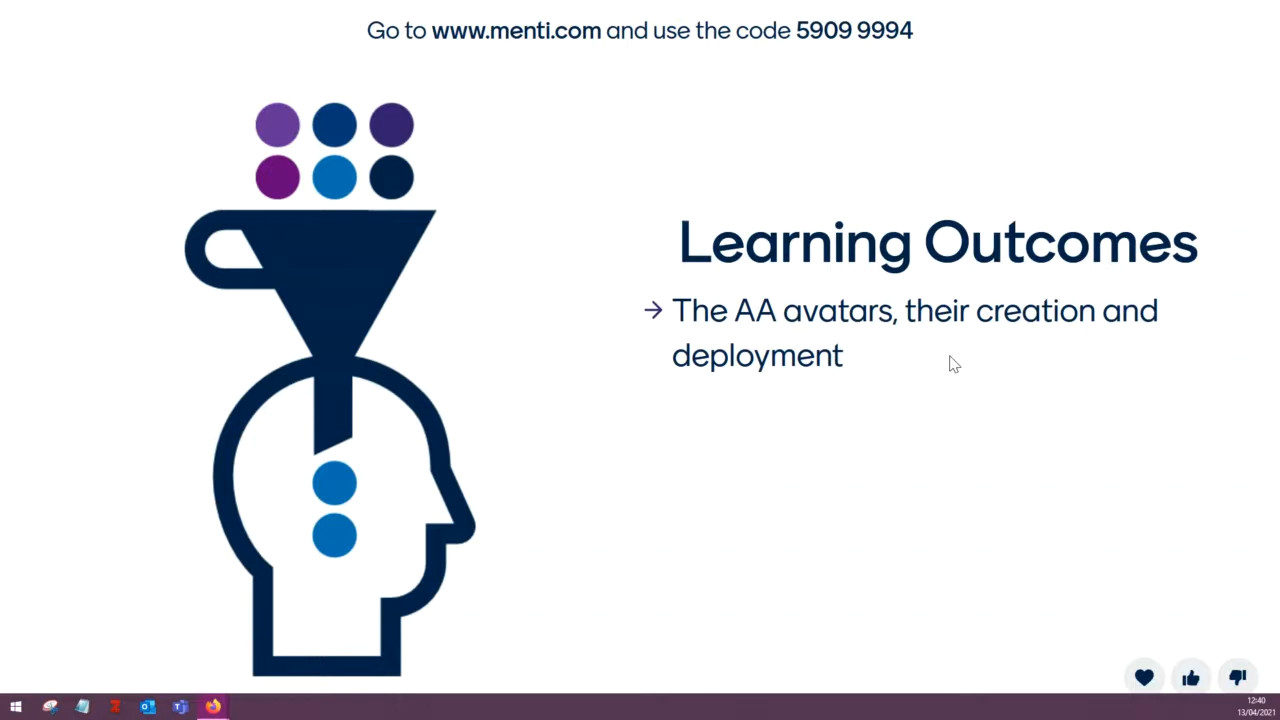 Go to www.menti.com and use the code 5909 9994
Learning Outcomes
→ The AA avatars, their creation and
deployment
12:40
13/04/2021